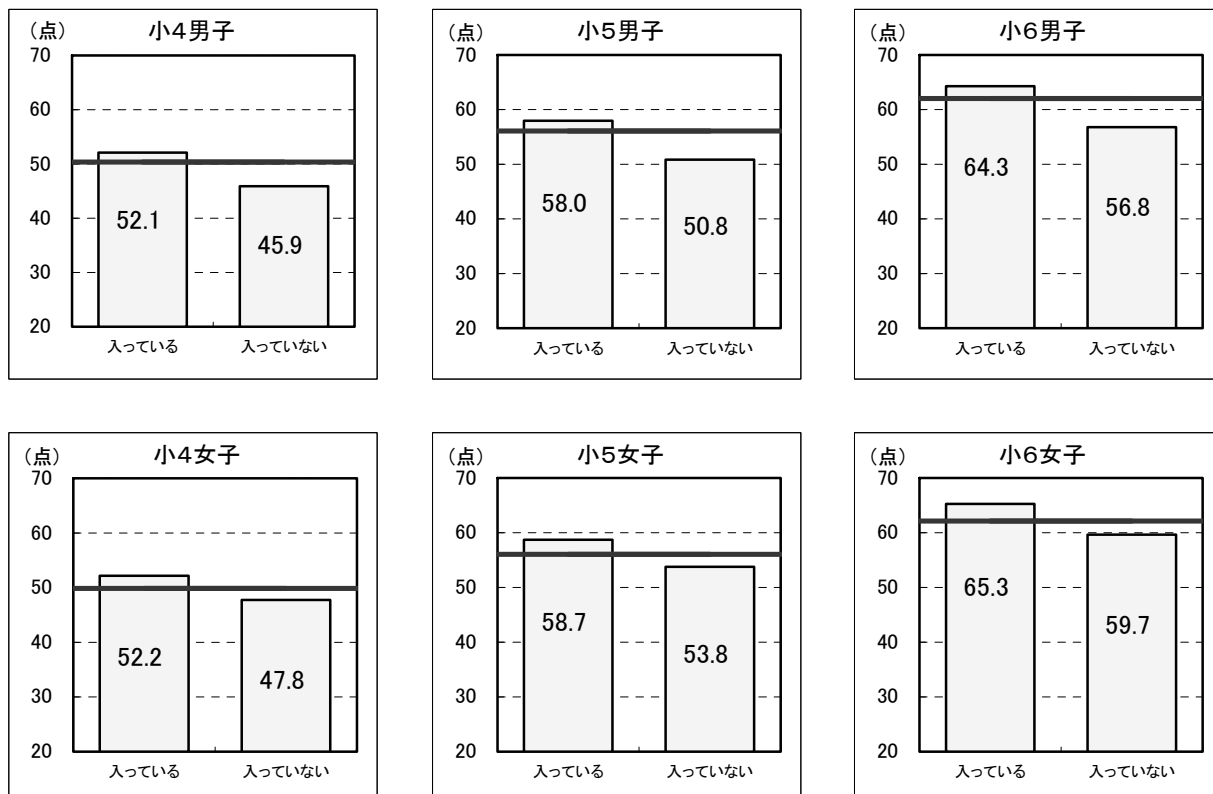 小4男子
(点)
70
60
50
40
30
20
52.1
45.9
入っている
入っていない
小5男子
(点)
70
60
50
40
30
20
58.0
50.8
入っている
入っていない
小6男子
(点)
70
60
50
40
30
20
64.3
56.8
入っている
入っていない
小4女子
(点)
70
60
50
40
30
20
52.2
47.8
入っている
入っていない
小5女子
(点)
70
60
50
40
30
20
58.7
53.8
入っている
入っていない
小6女子
(点)
70
60
50
40
30
20
65.3
59.7
入っている
入っていない